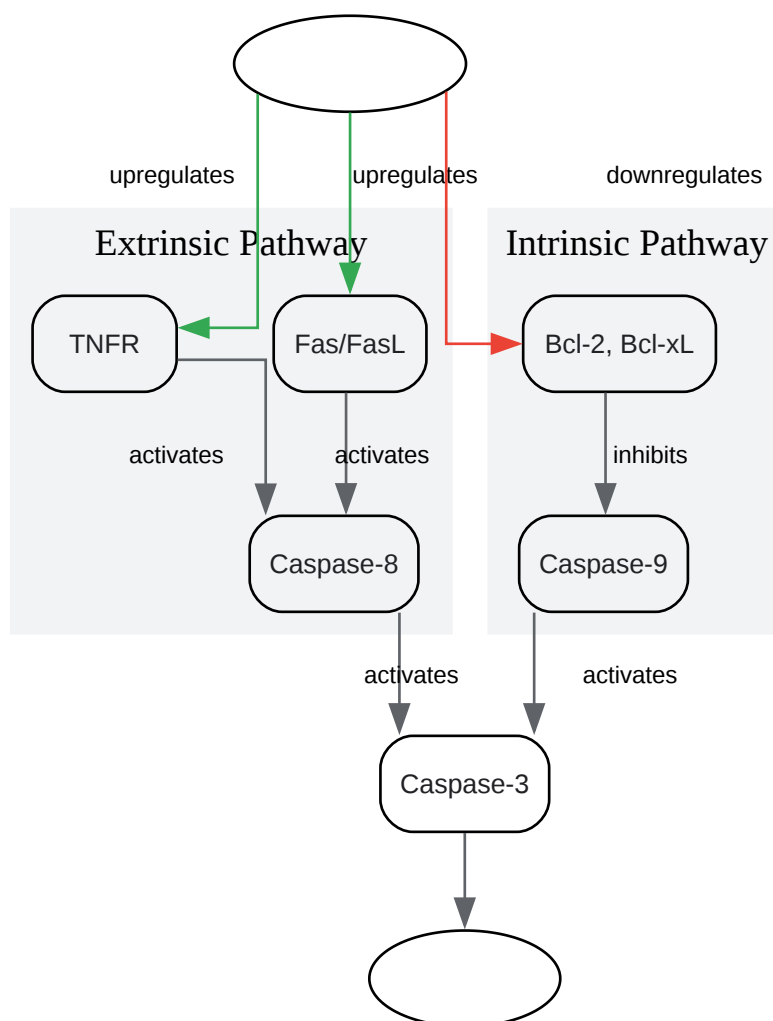 upregulates
upregulates
downregulates
Extrinsic Pathway
Intrinsic Pathway
TNFR
Fas/FasL
Bcl-2, Bcl-xL
activates
activates
inhibits
Caspase-8
Caspase-9
activates
activates
Caspase-3